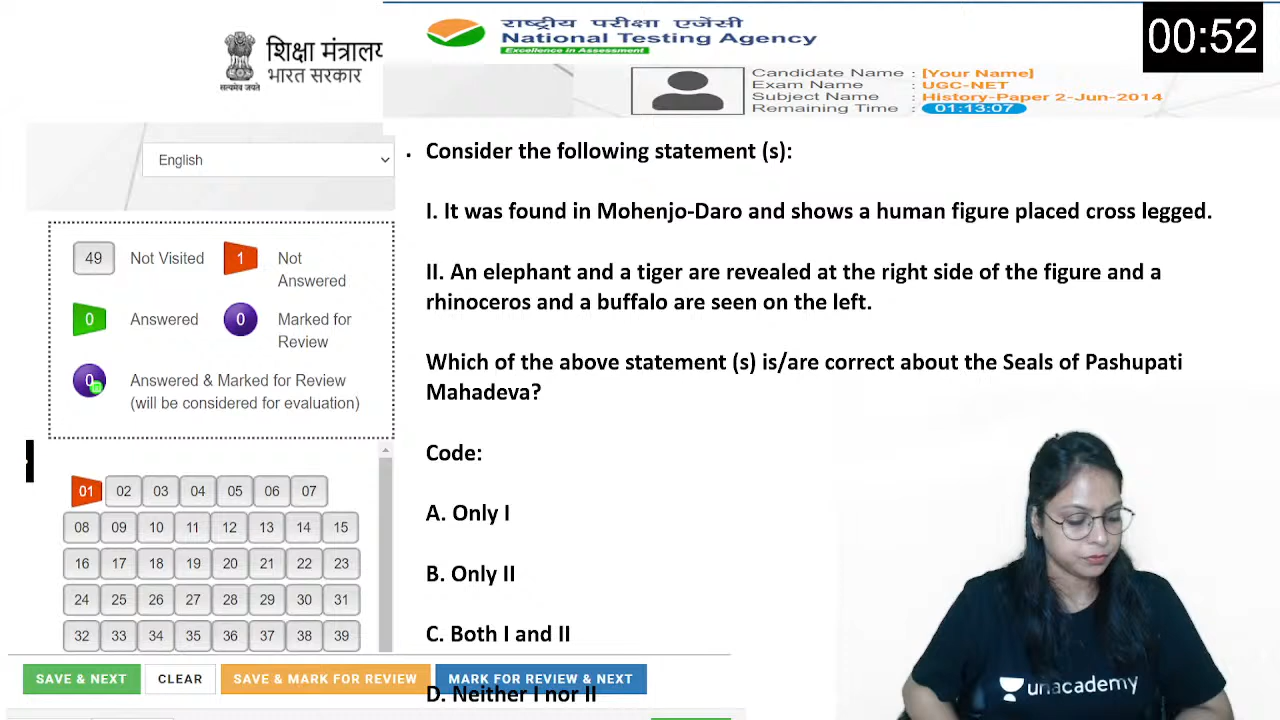 शिक्षा मंत्रालय
भारत सरकार
सत्यमेव जयते
राष्ट्रीय परीक्षा एजेंसी
National Testing Agency
Excellence in Assessment
00:52
Candidate Name : [Your Name]
Exam Name : UGC-NET
Subject Name : History-Paper 2-Jun-2014
Remaining Time : 01:13:07
English
49 Not Visited 1 Not Answered
0 Answered 0 Marked for Review
0 Answered & Marked for Review
(will be considered for evaluation)
01 02 03 04 05 06 07
08 09 10 11 12 13 14 15
16 17 18 19 20 21 22 23
24 25 26 27 28 29 30 31
32 33 34 35 36 37 38 39
. Consider the following statement (s):
I. It was found in Mohenjo-Daro and shows a human figure placed cross legged.
II. An elephant and a tiger are revealed at the right side of the figure and a
rhinoceros and a buffalo are seen on the left.
Which of the above statement (s) is/are correct about the Seals of Pashupati
Mahadeva?
Code:
A. Only I
B. Only II
C. Both I and II
D. Neither I nor II
SAVE & NEXT CLEAR SAVE & MARK FOR REVIEW MARK FOR REVIEW & NEXT
unacademy